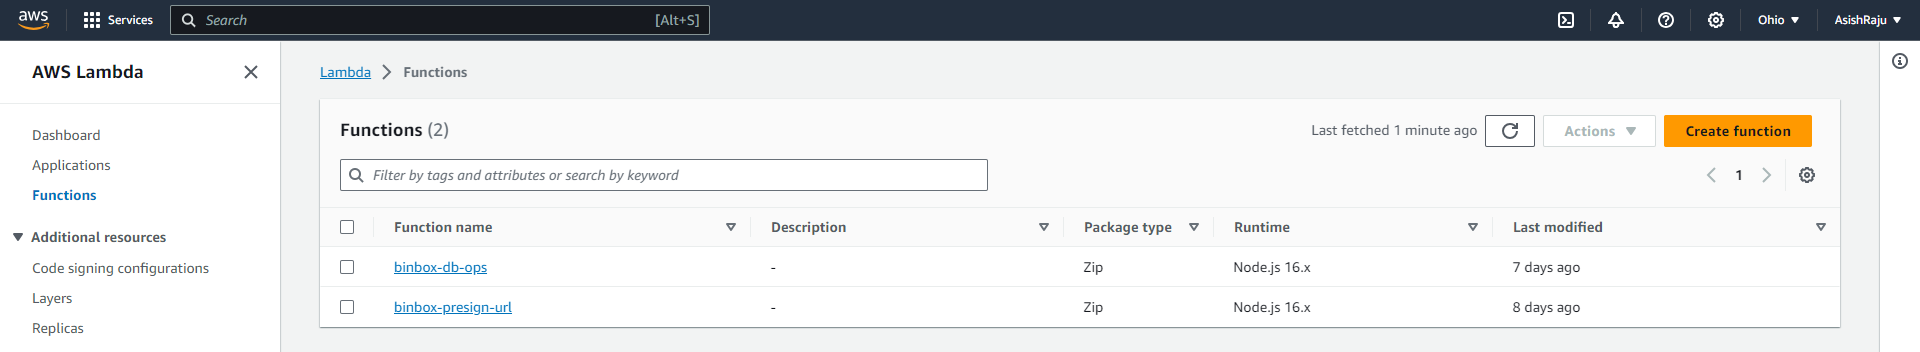 aws Services Search [Alt+S] Ohio AsishRaju
AWS Lambda
Dashboard
Applications
Functions
Additional resources
Code signing configurations
Layers
Replicas
Lambda Functions
Functions (2) Last fetched 1 minute ago Actions Create function
Filter by tags and attributes or search by keyword 1
Function name Description Package type Runtime Last modified
binbox-db-ops - Zip Node.js 16.x 7 days ago
binbox-presign-url - Zip Node.js 16.x 8 days ago